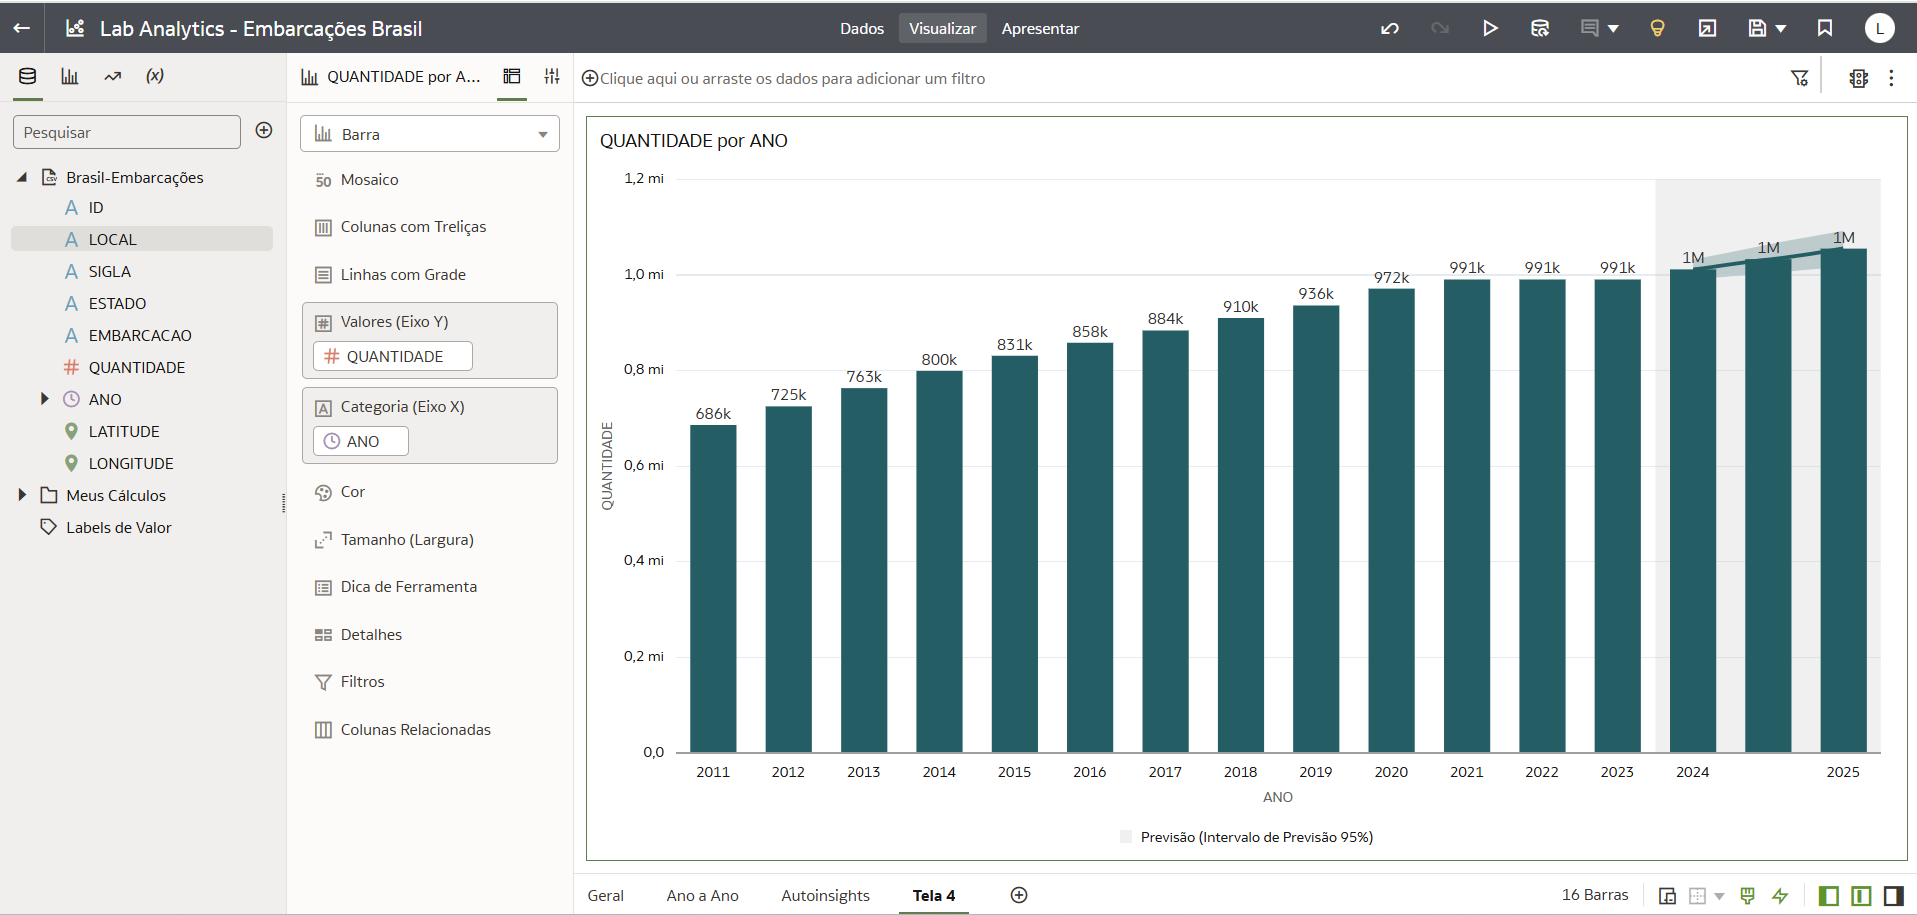 Lab Analytics - Embarcações Brasil
Dados
Visualizar
Apresentar
L
(x)
QUANTIDADE por A...
Clique aqui ou arraste os dados para adicionar um filtro
Pesquisar
Brasil-Embarcações
CSV
A ID
A LOCAL
A SIGLA
A ESTADO
A EMBARCACAO
# QUANTIDADE
ANO
LATITUDE
LONGITUDE
Meus Cálculos
Labels de Valor
Barra
50 Mosaico
Colunas com Treliças
Linhas com Grade
# Valores (Eixo Y)
# QUANTIDADE
A Categoria (Eixo X)
ANO
Cor
Tamanho (Largura)
Dica de Ferramenta
Detalhes
Filtros
Colunas Relacionadas
QUANTIDADE por ANO
1,2 mi
1,0 mi
0,8 mi
0,6 mi
0,4 mi
0,2 mi
0,0
QUANTIDADE
686k
725k
763k
800k
831k
858k
884k
910k
936k
972k
991k
991k
991k
1M
1M
1M
2011
2012
2013
2014
2015
2016
2017
2018
2019
2020
2021
2022
2023
2024
2025
ANO
Previsão (Intervalo de Previsão 95%)
Geral
Ano a Ano
Autoinsights
Tela 4
16 Barras